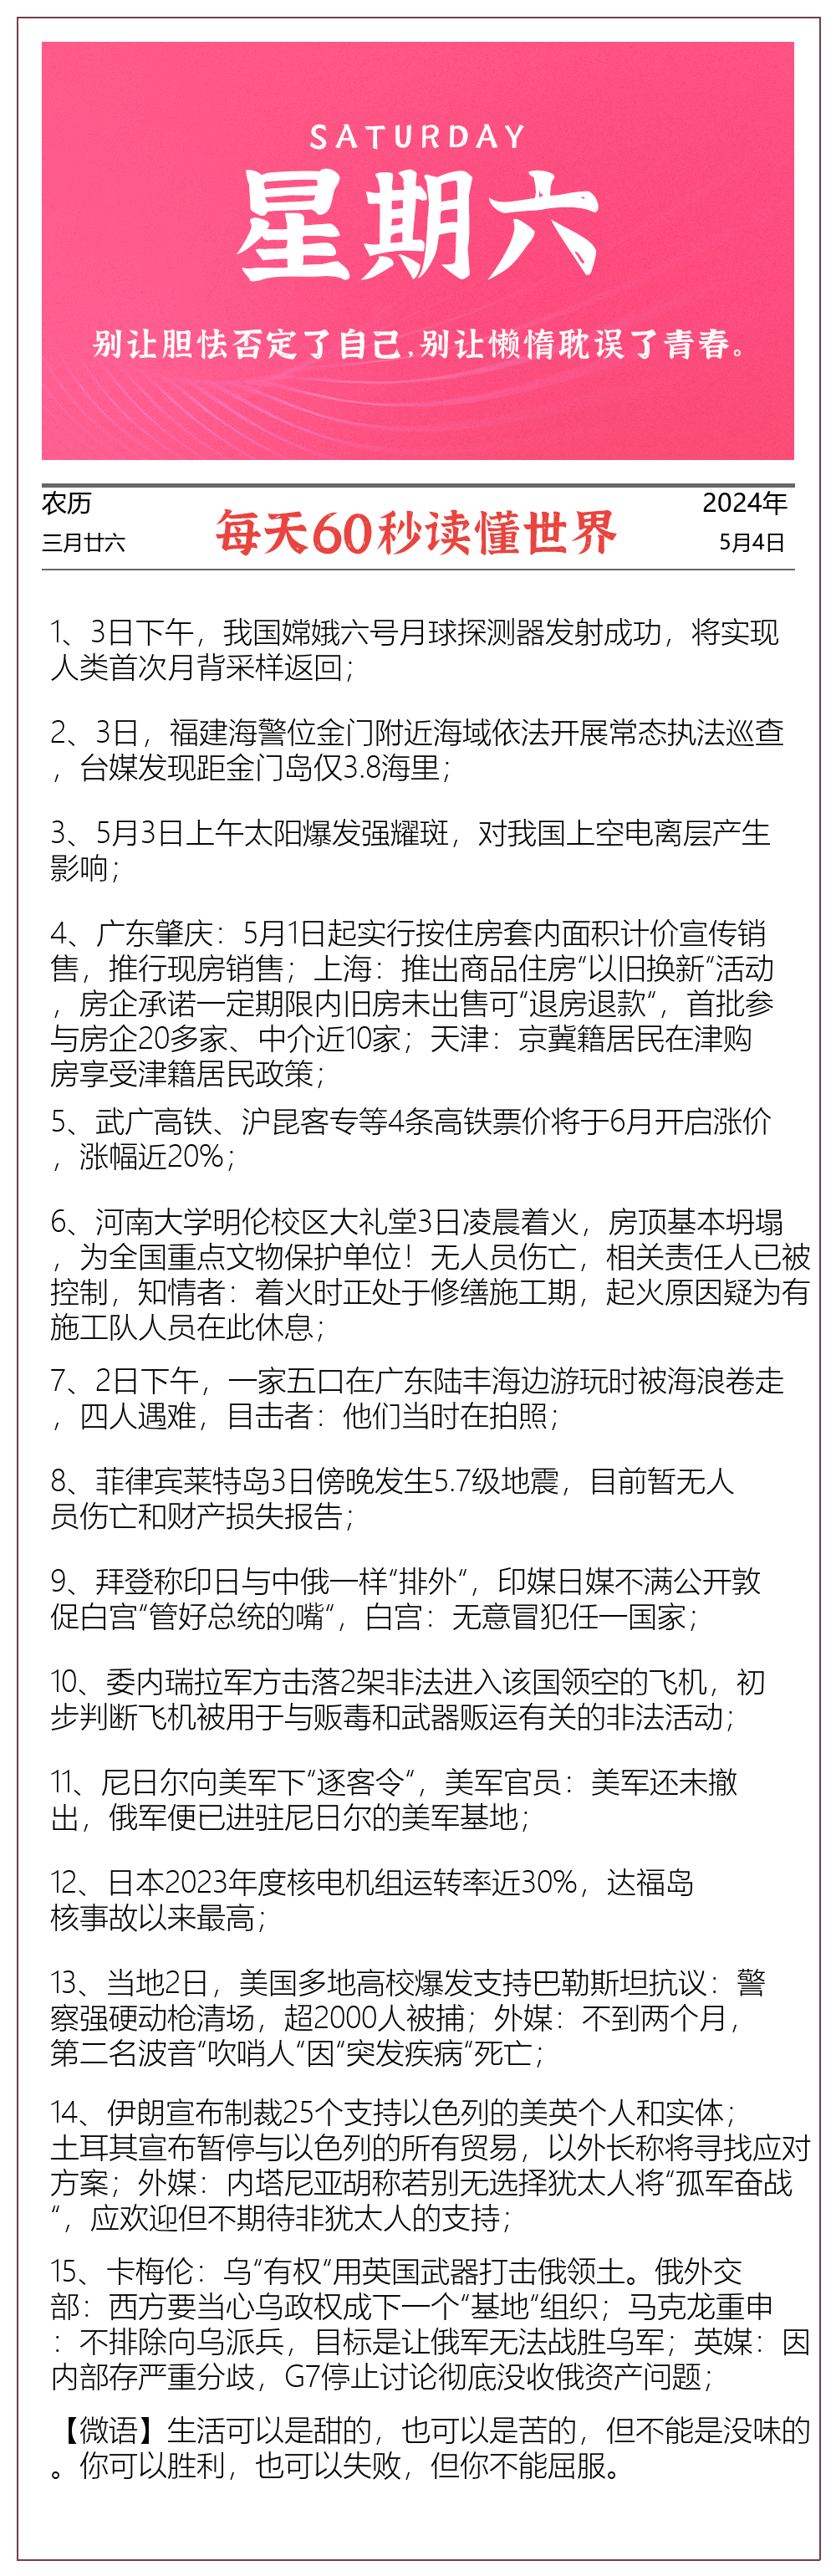 SATURDAY
星期六
别让胆怯否定了自己,别让懒惰耽误了青春。
农历
三月廿六
每天60秒读懂世界
2024年
5月4日
1、3日下午，我国嫦娥六号月球探测器发射成功，将实现
人类首次月背采样返回；
2、3日，福建海警位金门附近海域依法开展常态执法巡查
，台媒发现距金门岛仅3.8海里；
3、5月3日上午太阳爆发强耀斑，对我国上空电离层产生
影响；
4、广东肇庆：5月1日起实行按住房套内面积计价宣传销
售，推行现房销售；上海：推出商品住房“以旧换新“活动
，房企承诺一定期限内旧房未出售可“退房退款“，首批参
与房企20多家、中介近10家；天津：京冀籍居民在津购
房享受津籍居民政策；
5、武广高铁、沪昆客专等4条高铁票价将于6月开启涨价
，涨幅近20%；
6、河南大学明伦校区大礼堂3日凌晨着火，房顶基本坍塌
，为全国重点文物保护单位！无人员伤亡，相关责任人已被
控制，知情者：着火时正处于修缮施工期，起火原因疑为有
施工队人员在此休息；
7、2日下午，一家五口在广东陆丰海边游玩时被海浪卷走
，四人遇难，目击者：他们当时在拍照；
8、菲律宾莱特岛3日傍晚发生5.7级地震，目前暂无人
员伤亡和财产损失报告；
9、拜登称印日与中俄一样“排外“，印媒日媒不满公开敦
促白宫“管好总统的嘴“，白宫：无意冒犯任一国家；
10、委内瑞拉军方击落2架非法进入该国领空的飞机，初
步判断飞机被用于与贩毒和武器贩运有关的非法活动；
11、尼日尔向美军下“逐客令“，美军官员：美军还未撤
出，俄军便已进驻尼日尔的美军基地；
12、日本2023年度核电机组运转率近30%，达福岛
核事故以来最高；
13、当地2日，美国多地高校爆发支持巴勒斯坦抗议：警
察强硬动枪清场，超2000人被捕；外媒：不到两个月，
第二名波音“吹哨人“因“突发疾病“死亡；
14、伊朗宣布制裁25个支持以色列的美英个人和实体；
土耳其宣布暂停与以色列的所有贸易，以外长称将寻找应对
方案；外媒：内塔尼亚胡称若别无选择犹太人将“孤军奋战
“，应欢迎但不期待非犹太人的支持；
15、卡梅伦：乌“有权“用英国武器打击俄领土。俄外交
部：西方要当心乌政权成下一个“基地“组织；马克龙重申
：不排除向乌派兵，目标是让俄军无法战胜乌军；英媒：因
内部存严重分歧，G7停止讨论彻底没收俄资产问题；
【微语】生活可以是甜的，也可以是苦的，但不能是没味的
。你可以胜利，也可以失败，但你不能屈服。